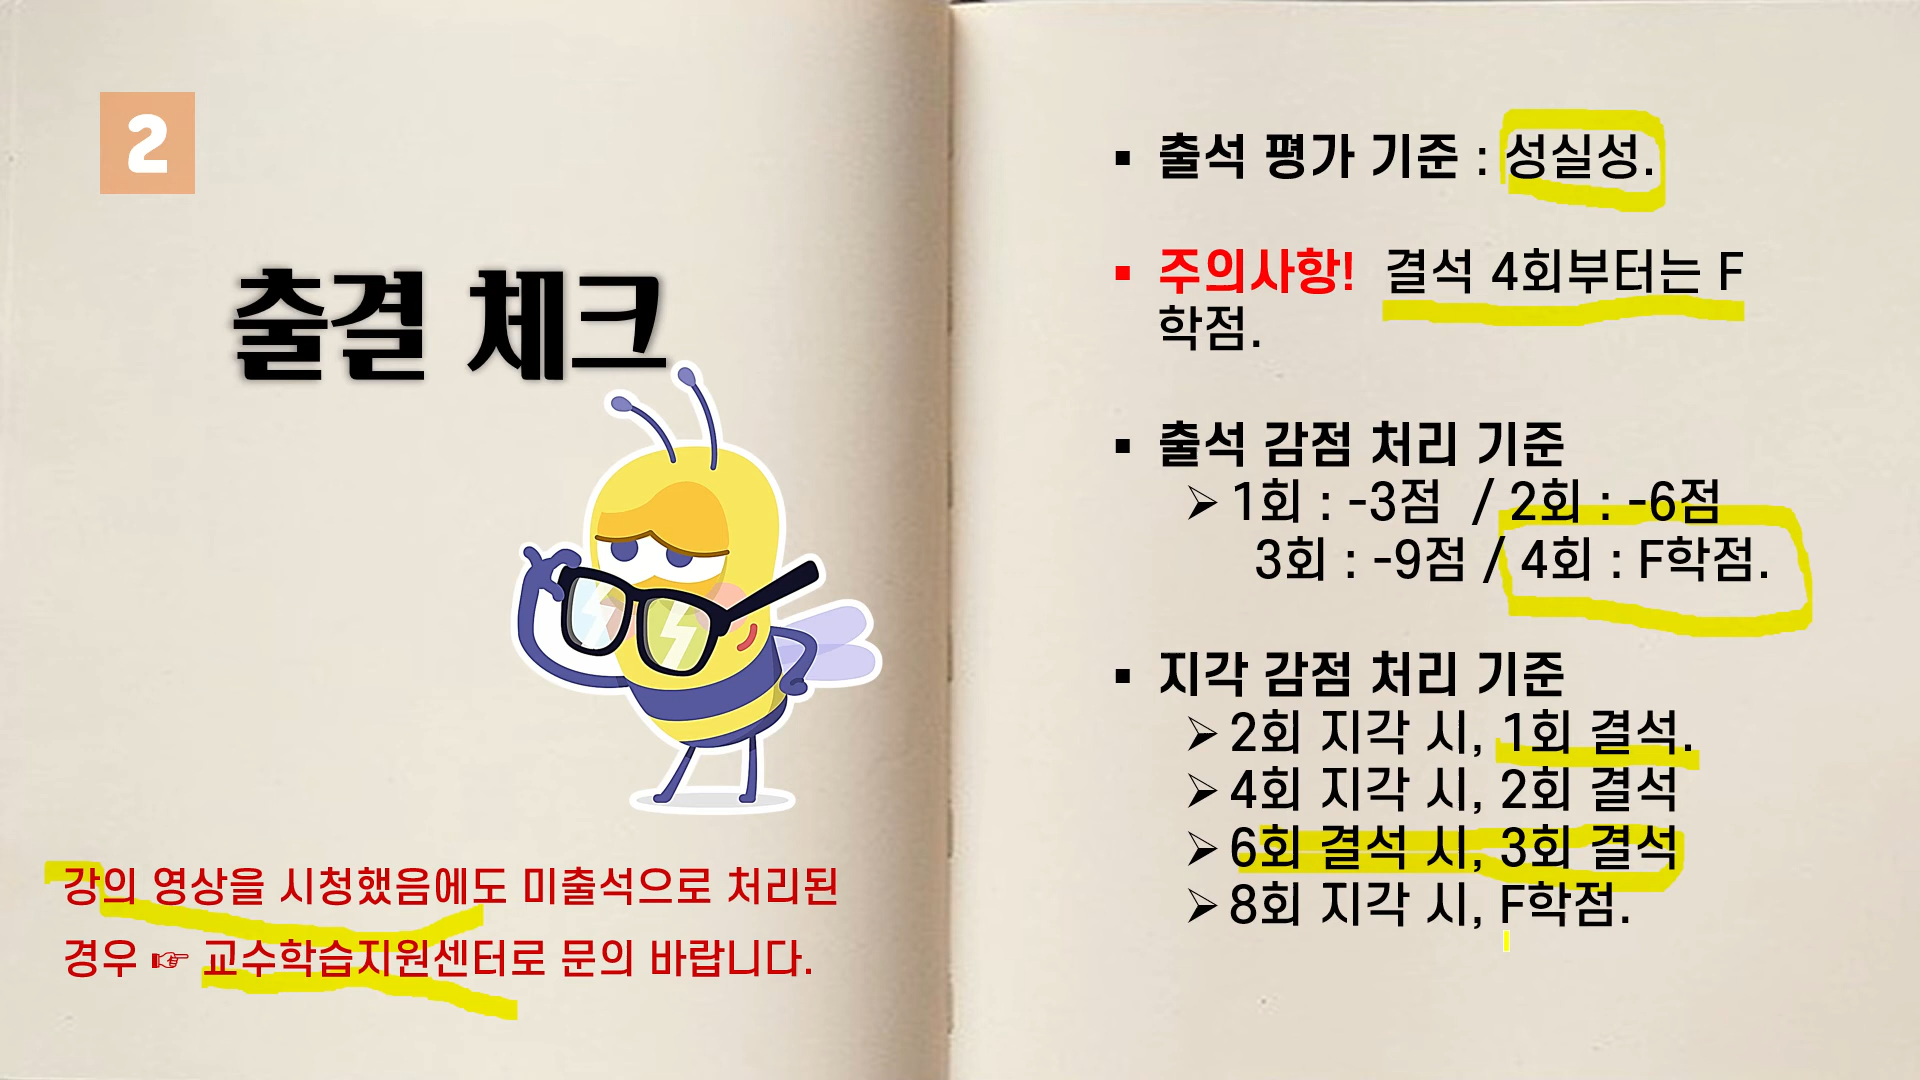 2
출결 체크
강의 영상을 시청했음에도 미출석으로 처리된
경우 ☞ 교수학습지원센터로 문의 바랍니다.
▪ 출석 평가 기준 : 성실성.
▪ 주의사항! 결석 4회부터는 F
학점.
▪ 출석 감점 처리 기준
➢ 1회 : -3점 / 2회 : -6점
3회 : -9점 / 4회 : F학점.
▪ 지각 감점 처리 기준
➢ 2회 지각 시, 1회 결석.
➢ 4회 지각 시, 2회 결석
➢ 6회 결석 시, 3회 결석
➢ 8회 지각 시, F학점.